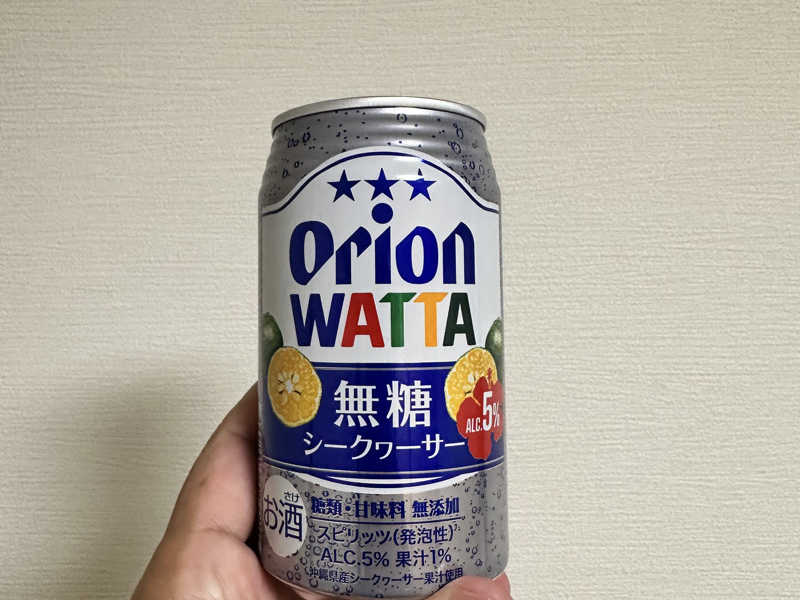 Orion
WATTA
無糖
シークヮーサー
ALC.5%
お酒
さけ
糖類・甘味料 無添加
スピリッツ(発泡性)
ALC.5% 果汁1%
沖縄県産シークヮーサー果汁使用